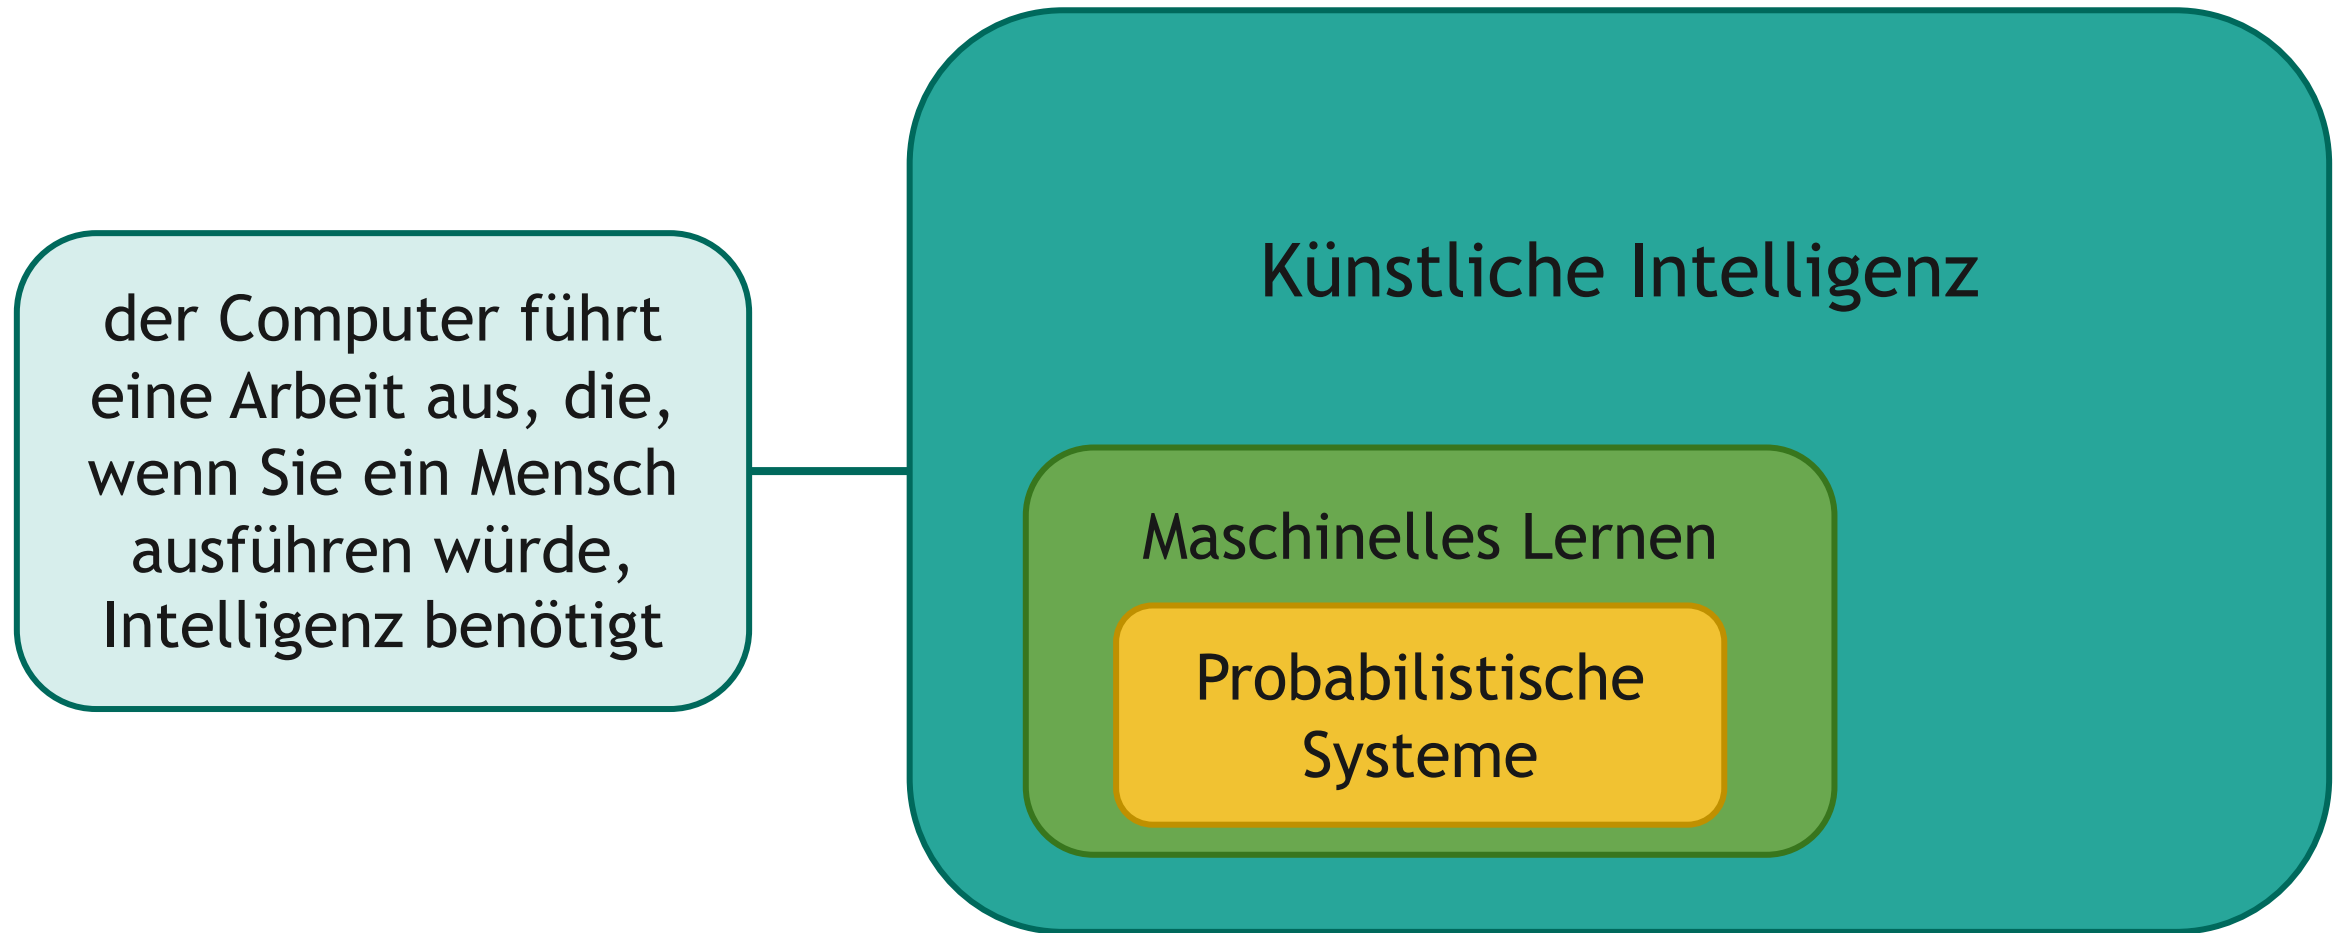 der Computer führt
eine Arbeit aus, die,
wenn Sie ein Mensch
ausführen würde,
Intelligenz benötigt
Künstliche Intelligenz
Maschinelles Lernen
Probabilistische
Systeme